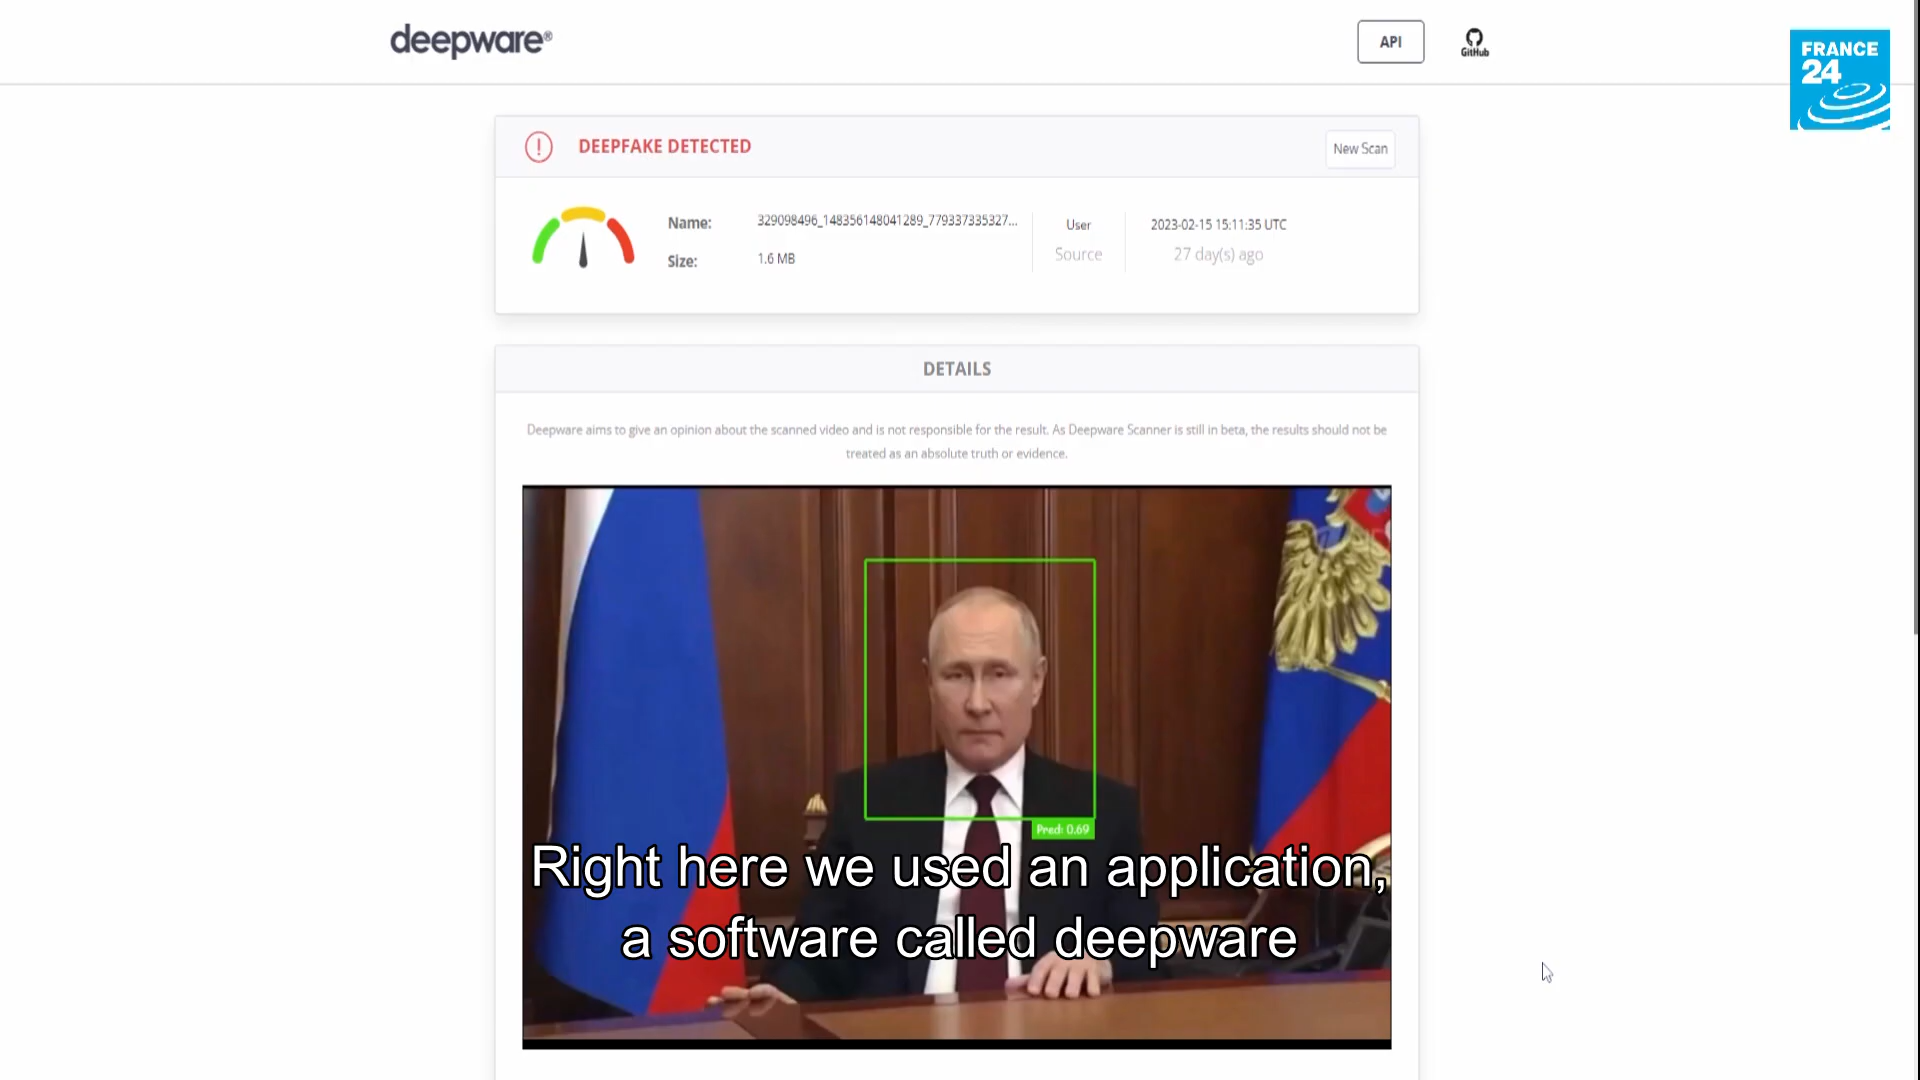 deepware®
API
GitHub
FRANCE
24
DEEPFAKE DETECTED
New Scan
Name:
329098496_148356148041289_779337335327...
User
2023-02-15 15:11:35 UTC
Size:
1.6 MB
Source
27 day(s) ago
DETAILS
Deepware aims to give an opinion about the scanned video and is not responsible for the result. As Deepware Scanner is still in beta, the results should not be
treated as an absolute truth or evidence.
Pred: 0.69
Right here we used an application,
a software called deepware